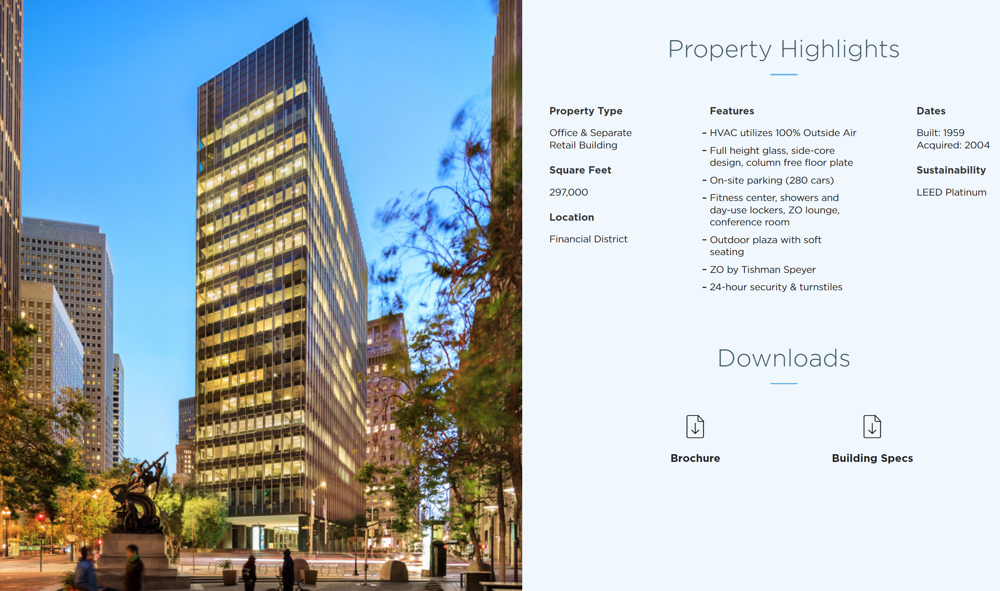 Property Highlights
Property Type
Office & Separate
Retail Building
Square Feet
297,000
Location
Financial District
Features
- HVAC utilizes 100% Outside Air
- Full height glass, side-core
design, column free floor plate
- On-site parking (280 cars)
- Fitness center, showers and
day-use lockers, ZO lounge,
conference room
- Outdoor plaza with soft
seating
- ZO by Tishman Speyer
- 24-hour security & turnstiles
Dates
Built: 1959
Acquired: 2004
Sustainability
LEED Platinum
Downloads
Brochure
Building Specs